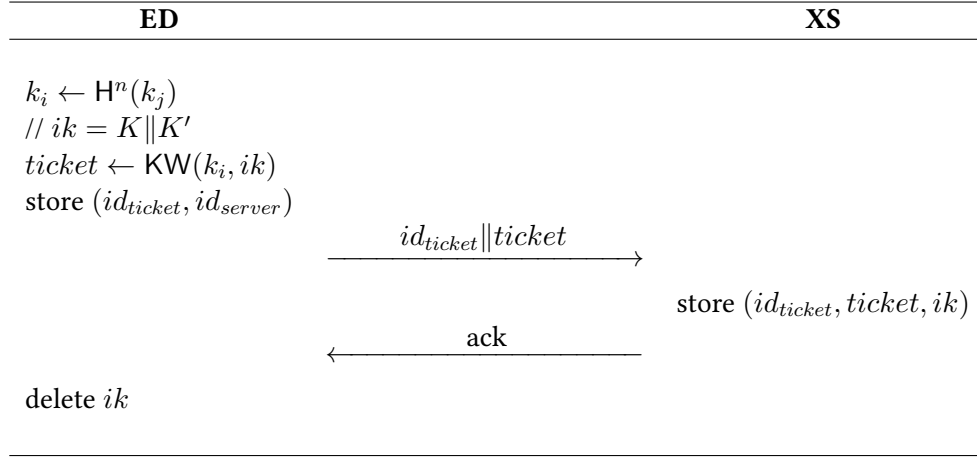 ED XS
k_i ← H^n(k_j)
// ik = K‖K′
ticket ← KW(k_i, ik)
store (id_ticket, id_server)
id_ticket‖ticket
store (id_ticket, ticket, ik)
ack
delete ik